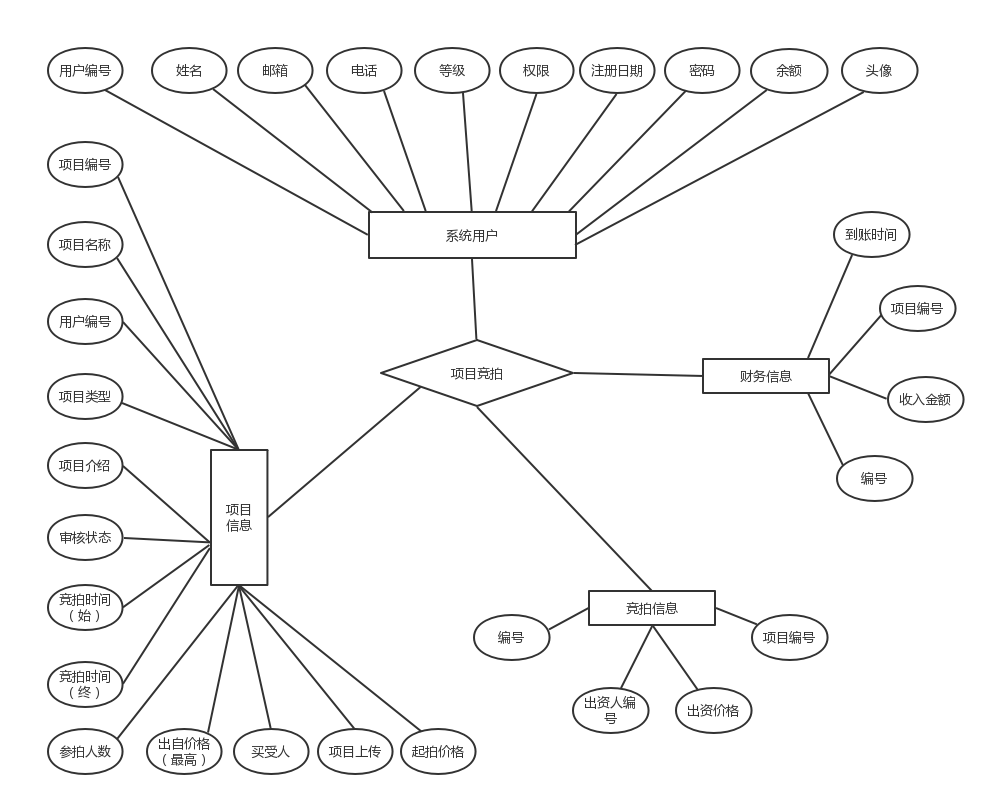 用户编号
姓名
邮箱
电话
等级
权限
注册日期
密码
余额
头像
项目编号
系统用户
到账时间
项目名称
项目编号
用户编号
项目竞拍
财务信息
项目类型
收入金额
项目介绍
编号
项目
信息
审核状态
竞拍时间
（始）
竞拍信息
编号
项目编号
竞拍时间
（终）
出资人编
号
出资价格
参拍人数
出自价格
（最高）
买受人
项目上传
起拍价格